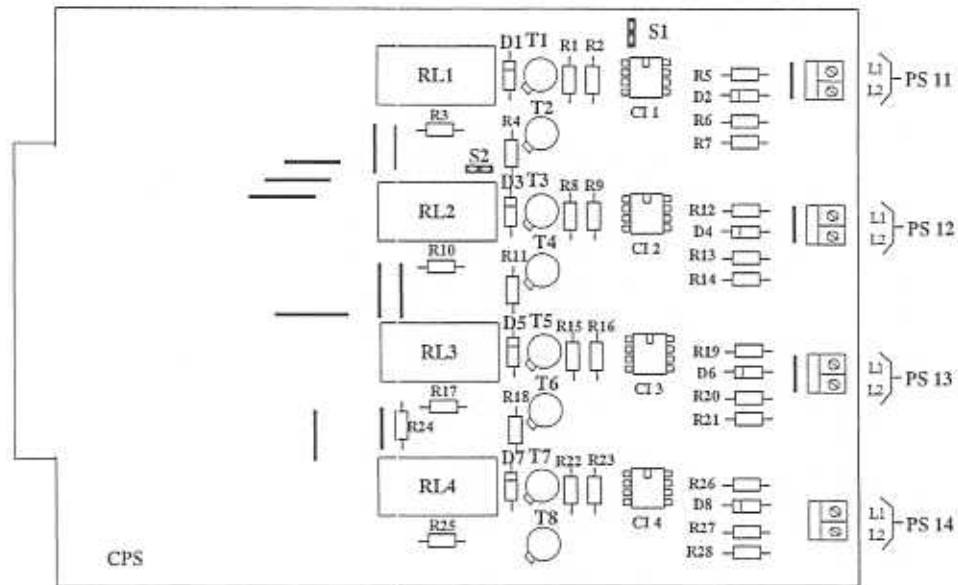 S1
D1 T1 R1 R2
RL1
CI 1
R5
D2
R6
R7
L1
L2
PS 11
R3
R4
T2
S2
D3 T3 R8 R9
RL2
CI 2
R12
D4
R13
R14
L1
L2
PS 12
R10
R11
T4
D5 T5 R15 R16
RL3
CI 3
R19
D6
R20
R21
L1
L2
PS 13
R17
R24
R18
T6
D7 T7 R22 R23
RL4
CI 4
R26
D8
R27
R28
L1
L2
PS 14
R25
T8
CPS